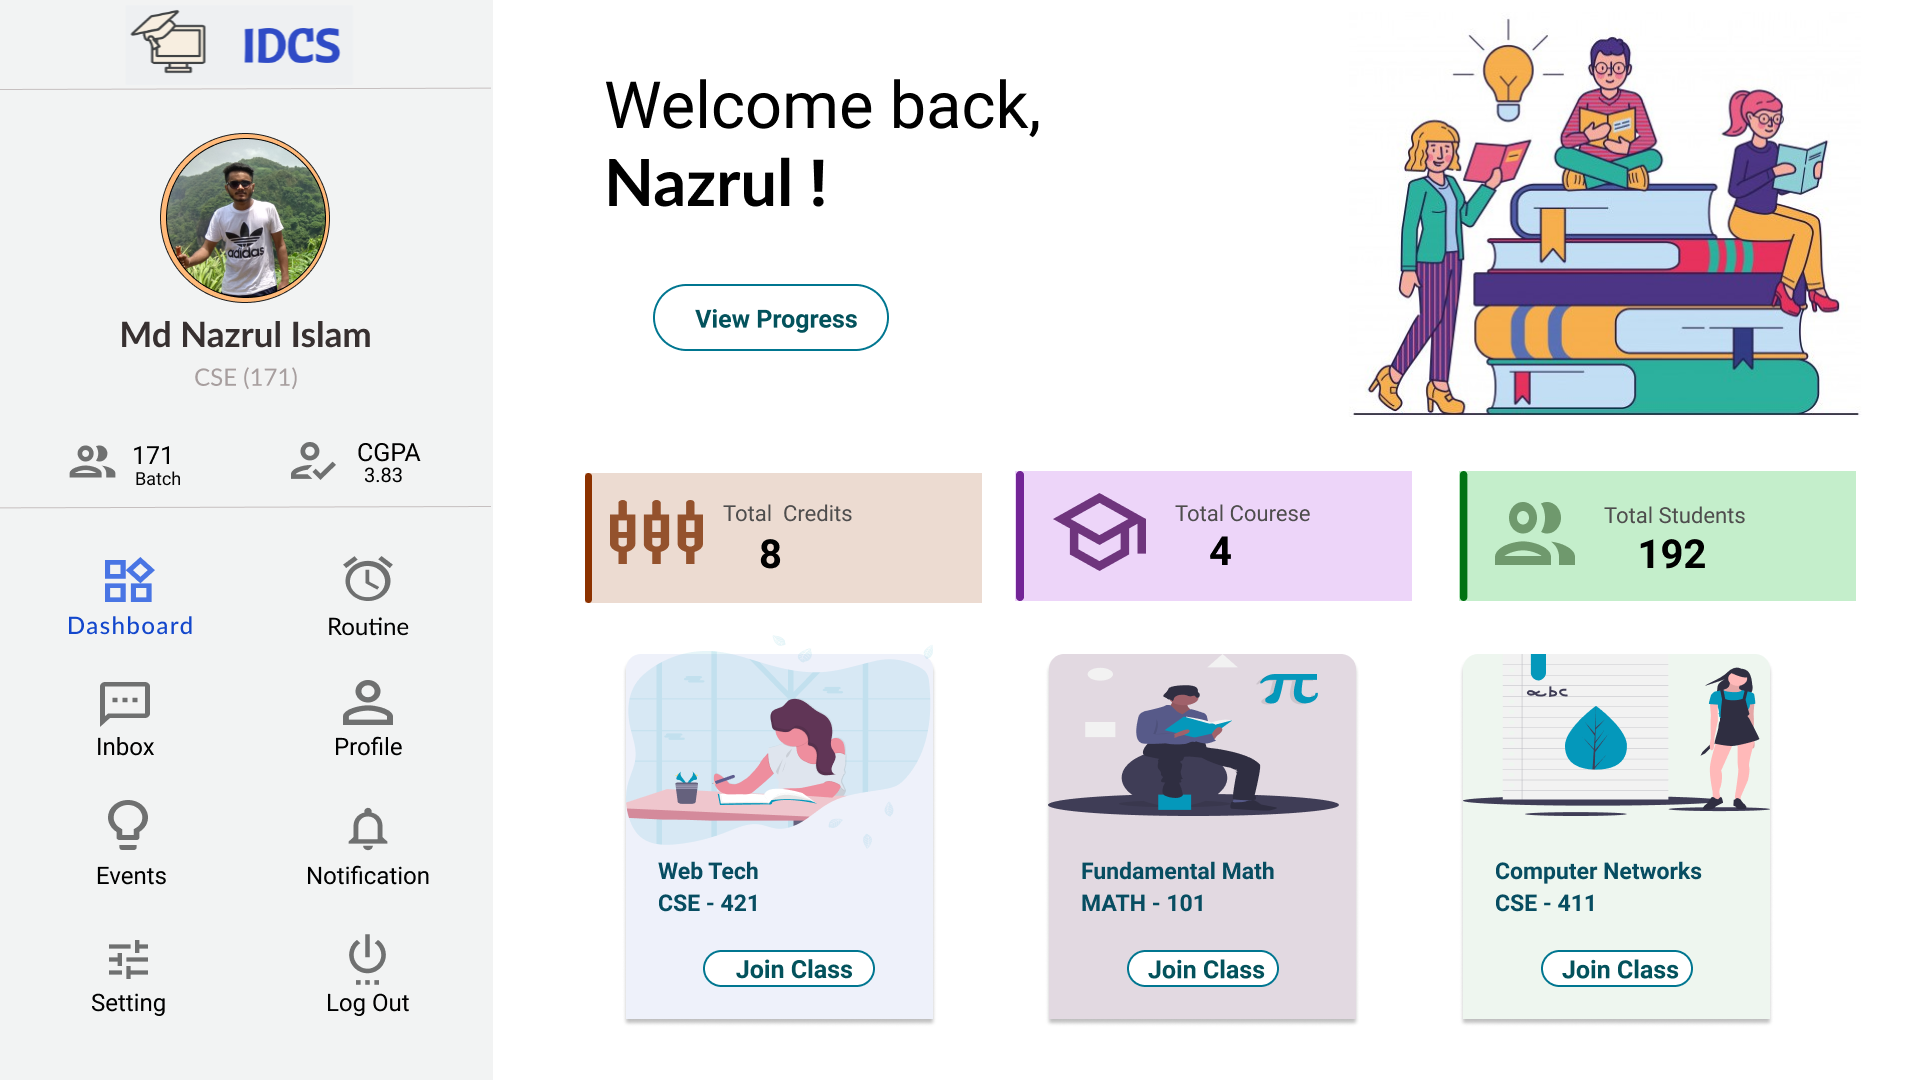 IDCS
Md Nazrul Islam
CSE (171)
171
Batch
CGPA
3.83
Dashboard
Routine
Inbox
Profile
Events
Notification
Setting
Log Out
Welcome back,
Nazrul !
View Progress
Total Credits
8
Total Courese
4
Total Students
192
Web Tech
CSE - 421
Join Class
π
Fundamental Math
MATH - 101
Join Class
abc
Computer Networks
CSE - 411
Join Class
adidas